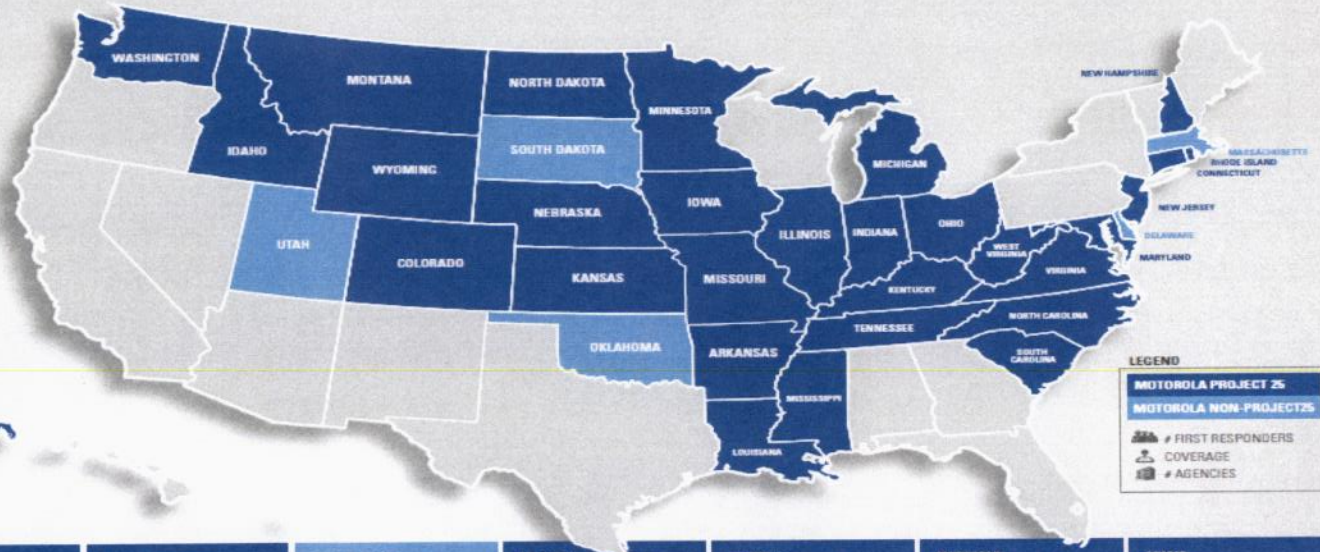 WASHINGTON
MONTANA
NORTH DAKOTA
MINNESOTA
NEW HAMPSHIRE
IDAHO
WYOMING
SOUTH DAKOTA
MICHIGAN
MASSACHUSETTS
RHODE ISLAND
CONNECTICUT
NEBRASKA
IOWA
ILLINOIS
INDIANA
OHIO
NEW JERSEY
UTAH
COLORADO
KANSAS
MISSOURI
WEST
VIRGINIA
VIRGINIA
DELAWARE
MARYLAND
KENTUCKY
NORTH CAROLINA
TENNESSEE
OKLAHOMA
ARKANSAS
SOUTH
CAROLINA
MISSISSIPPI
LOUISIANA
LEGEND
MOTOROLA PROJECT 25
MOTOROLA NON-PROJECT25
# FIRST RESPONDERS
COVERAGE
# AGENCIES